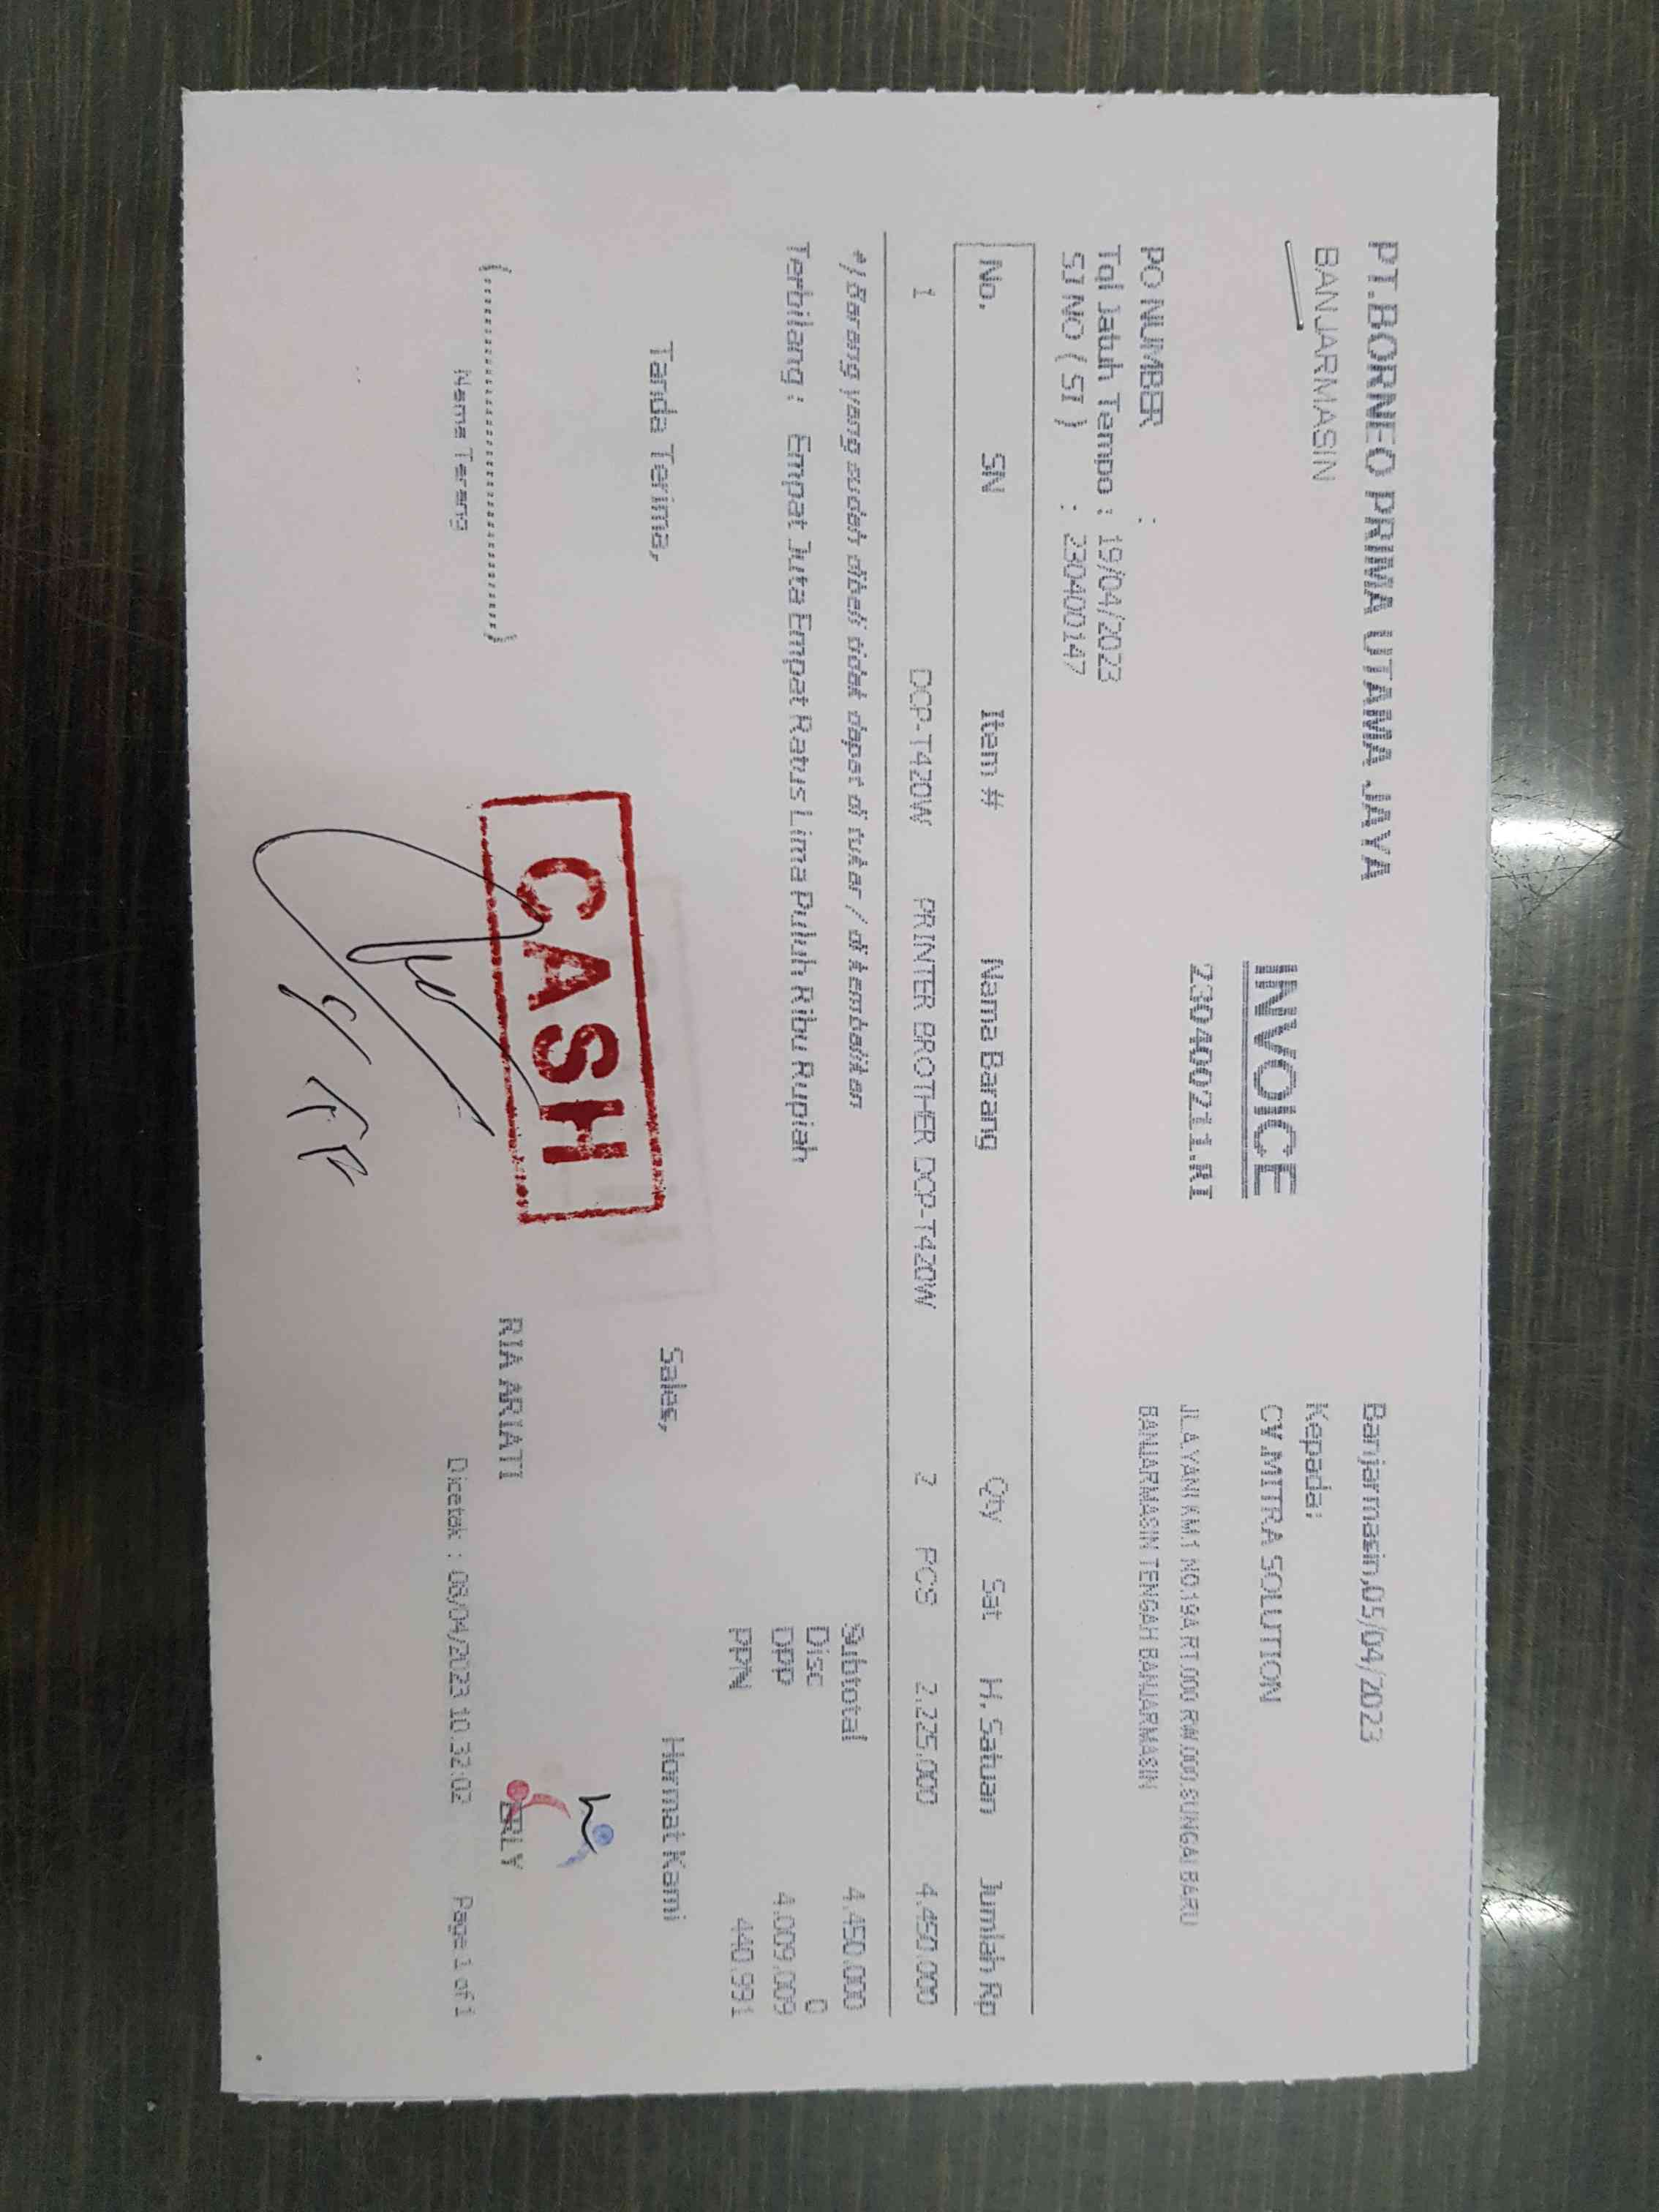 PT.BORNEO PRIMA UTAMA JAYA
BANJARMASIN
Banjarmasin,05/04/2023
Kepada:
INVOICE
CV.MITRA SOLUTION
230400211.RI
JL.A.YANI KM.1 NO.19A RT.000 RW.000.SUNGAI BARU
BANJARMASIN TENGAH BANJARMASIN
PO NUMBER :
Tgl Jatuh Tempo : 19/04/2023
SI NO ( SI ) : 230400147
No. SN Item # Nama Barang Qty Sat H. Satuan Jumlah Rp
1 DCP-T420W PRINTER BROTHER DCP-T420W 2 PCS 2.225.000 4.450.000
*/ Barang yang sudah dibeli tidak dapat di tukar / di kembalikan
Subtotal 4.450.000
Terbilang : Empat Juta Empat Ratus Lima Puluh Ribu Rupiah
Disc 0
DPP 4.009.009
PPN 440.991
Tanda Terima,
Sales,
Hormat Kami
CASH
(........................)
RIA ARIATI
ERLY
Nama Terang
Dicetak : 08/04/2023 10:32:02 Page 1 of 1